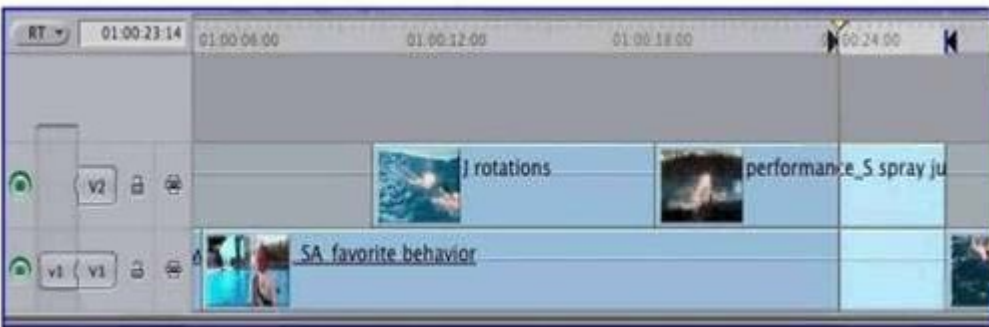 RT 01:00:23:14 01:00:06:00 01:00:12:00 01:00:18:00 00:24:00
J rotations performance_S spray ju
V2
SA_favorite behavior
v1 V1